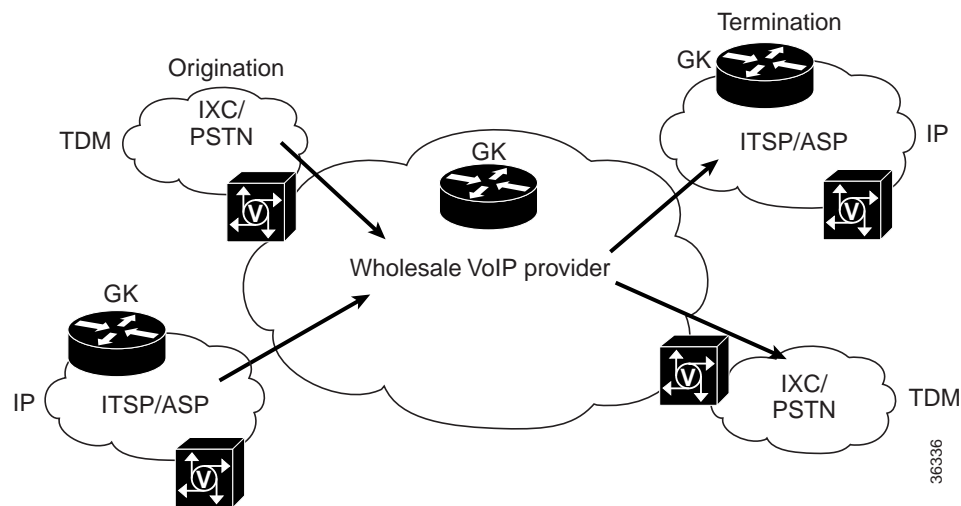 Origination
IXC/
PSTN
TDM
V
Termination
GK
ITSP/ASP
IP
V
GK
Wholesale VoIP provider
GK
IP
ITSP/ASP
V
V
IXC/
PSTN
TDM
36336